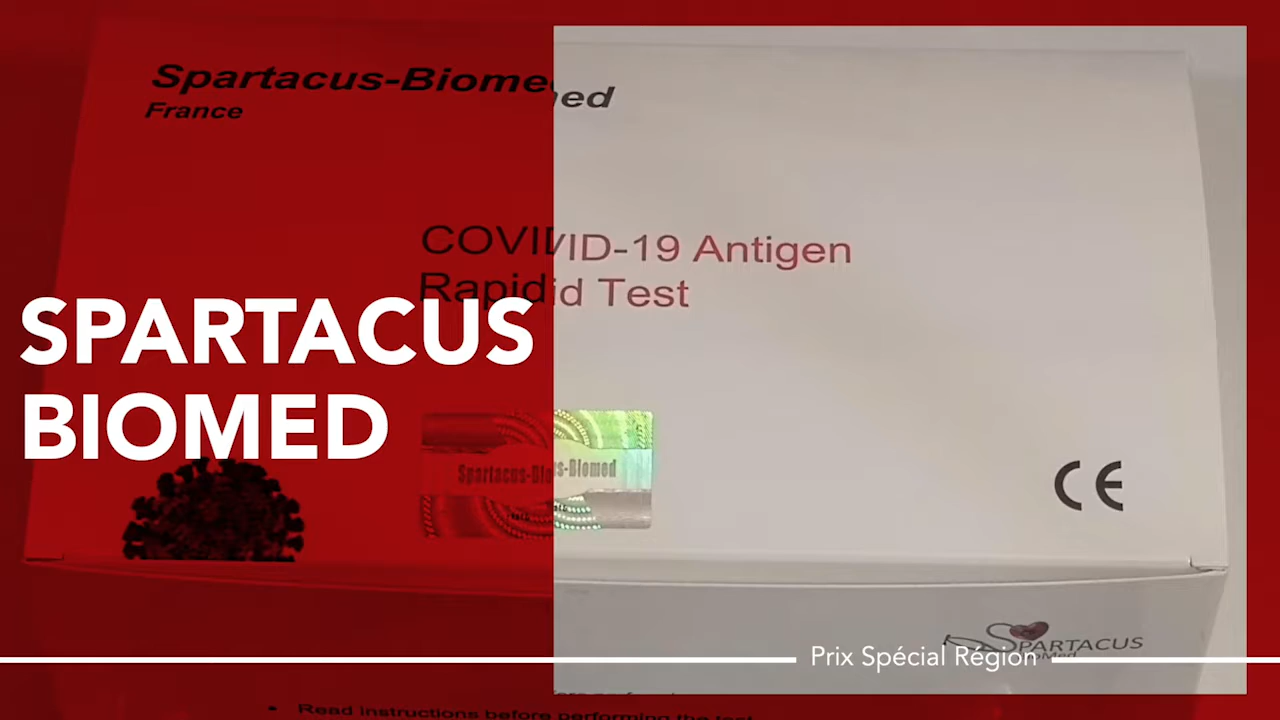 Spartacus-Biomed
France
COVID-19 Antigen
Rapid Test
SPARTACUS
BIOMED
Spartacus-Biomed
CE
SPARTACUS
BioMed
Prix Spécial Région
Read instructions before performing the test